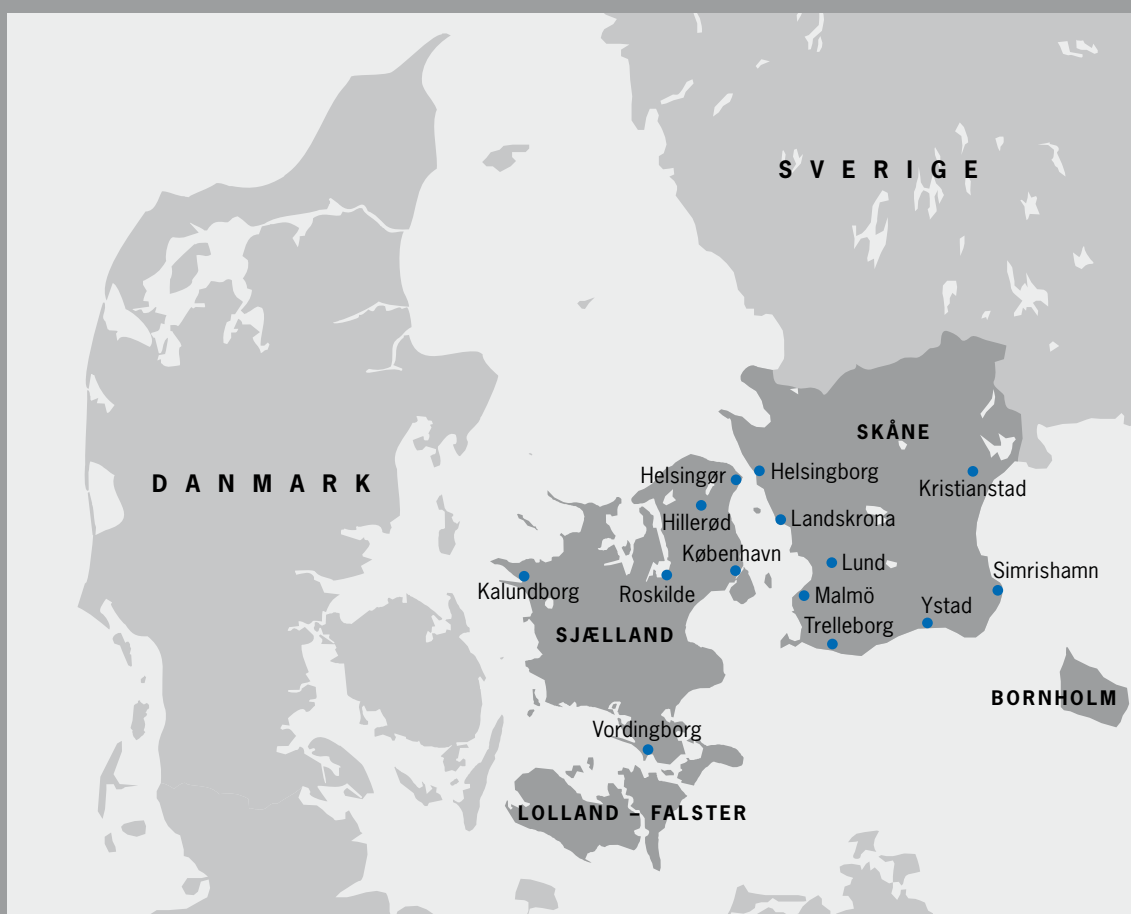 SVERIGE
SKÅNE
DANMARK
Helsingør
Helsingborg
Kristianstad
Hillerød
Landskrona
København
Lund
Simrishamn
Kalundborg
Roskilde
Malmö
Ystad
Trelleborg
SJÆLLAND
BORNHOLM
Vordingborg
LOLLAND – FALSTER